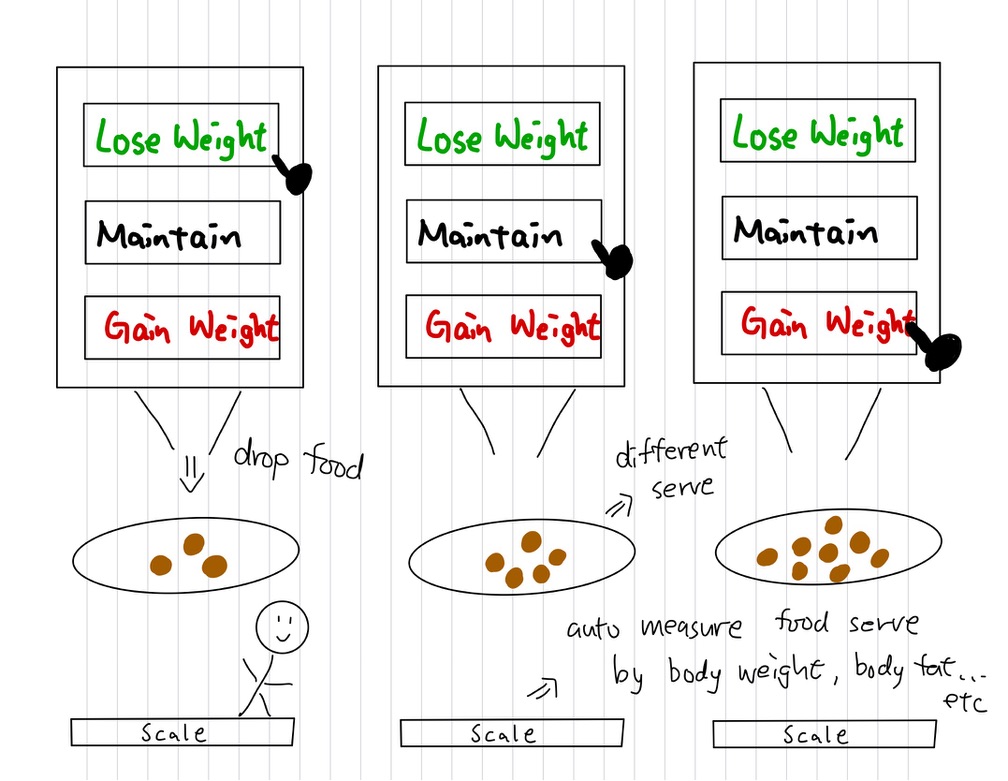 Lose Weight
Maintain
Gain Weight
drop food
Scale
Lose Weight
Maintain
Gain Weight
different
serve
Lose Weight
Maintain
Gain Weight
auto measure food serve
by body weight, body fat...
etc
Scale
Scale